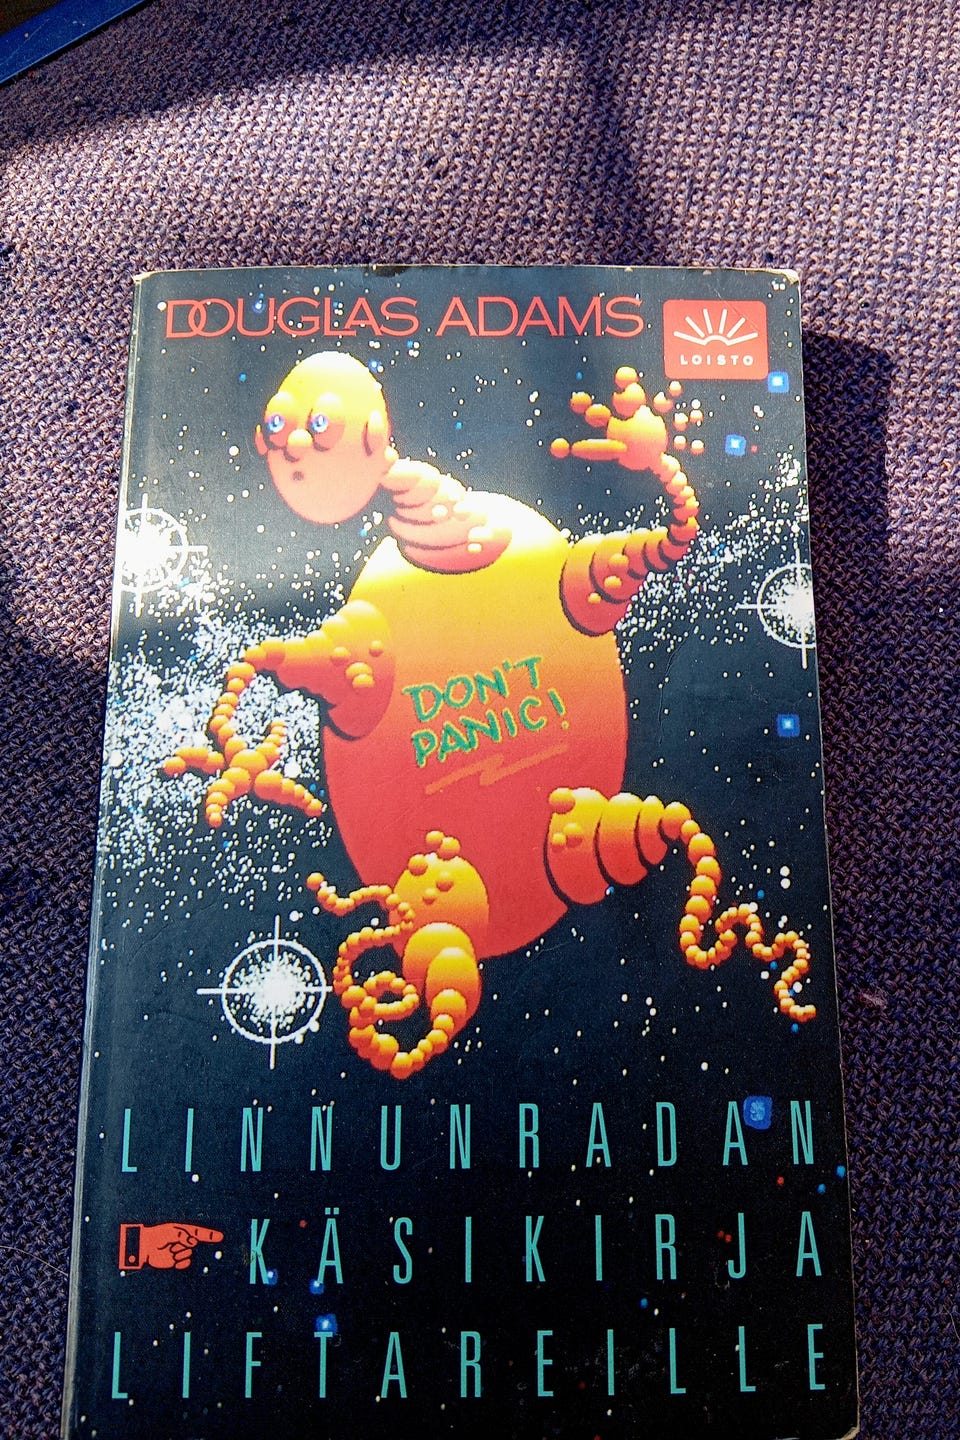 DOUGLAS ADAMS
LOISTO
DON'T
PANIC!
LINNUNRADAN
KÄSIKIRJA
LIFTAREILLE